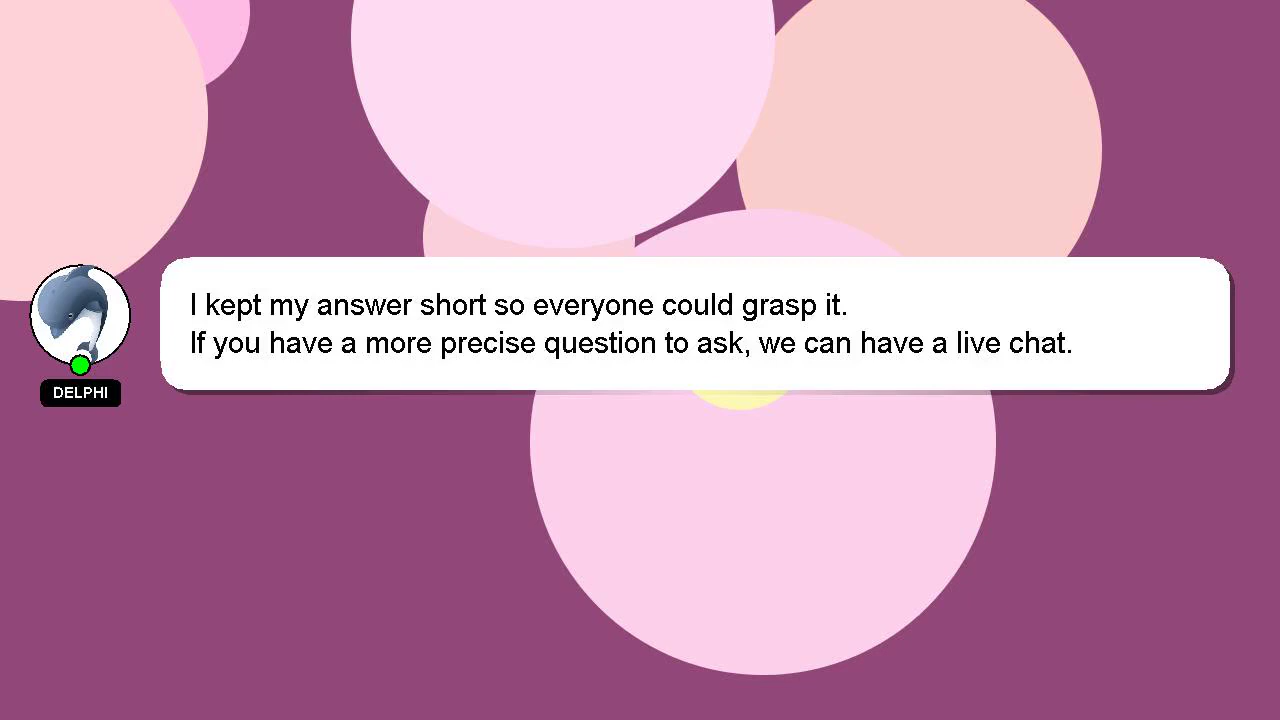 I kept my answer short so everyone could grasp it.
If you have a more precise question to ask, we can have a live chat.
DELPHI